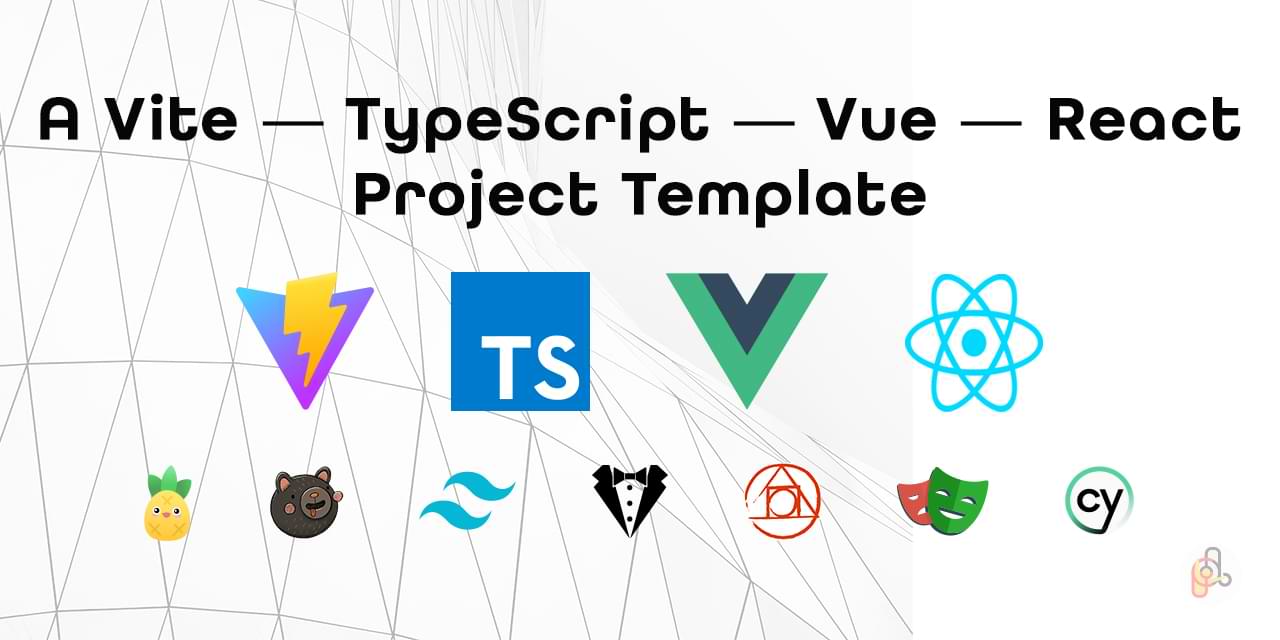 A Vite — TypeScript — Vue — React
Project Template
TS
cy